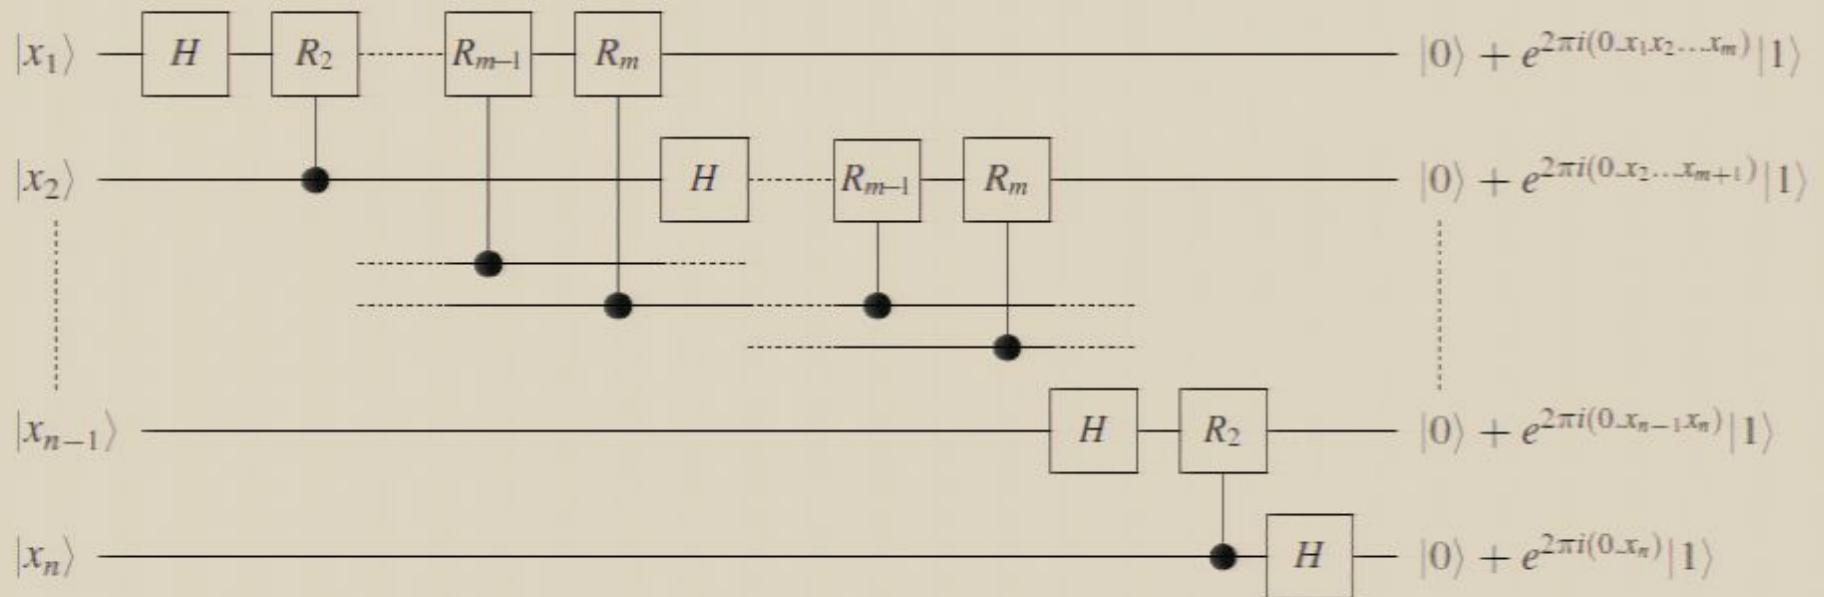 |x₁⟩ H R₂ Rₘ₋₁ Rₘ |0⟩ + e^{2πi(0.x₁x₂...xₘ)}|1⟩
|x₂⟩ H Rₘ₋₁ Rₘ |0⟩ + e^{2πi(0.x₂...xₘ₊₁)}|1⟩
|xₙ₋₁⟩ H R₂ |0⟩ + e^{2πi(0.xₙ₋₁xₙ)}|1⟩
|xₙ⟩ H |0⟩ + e^{2πi(0.xₙ)}|1⟩